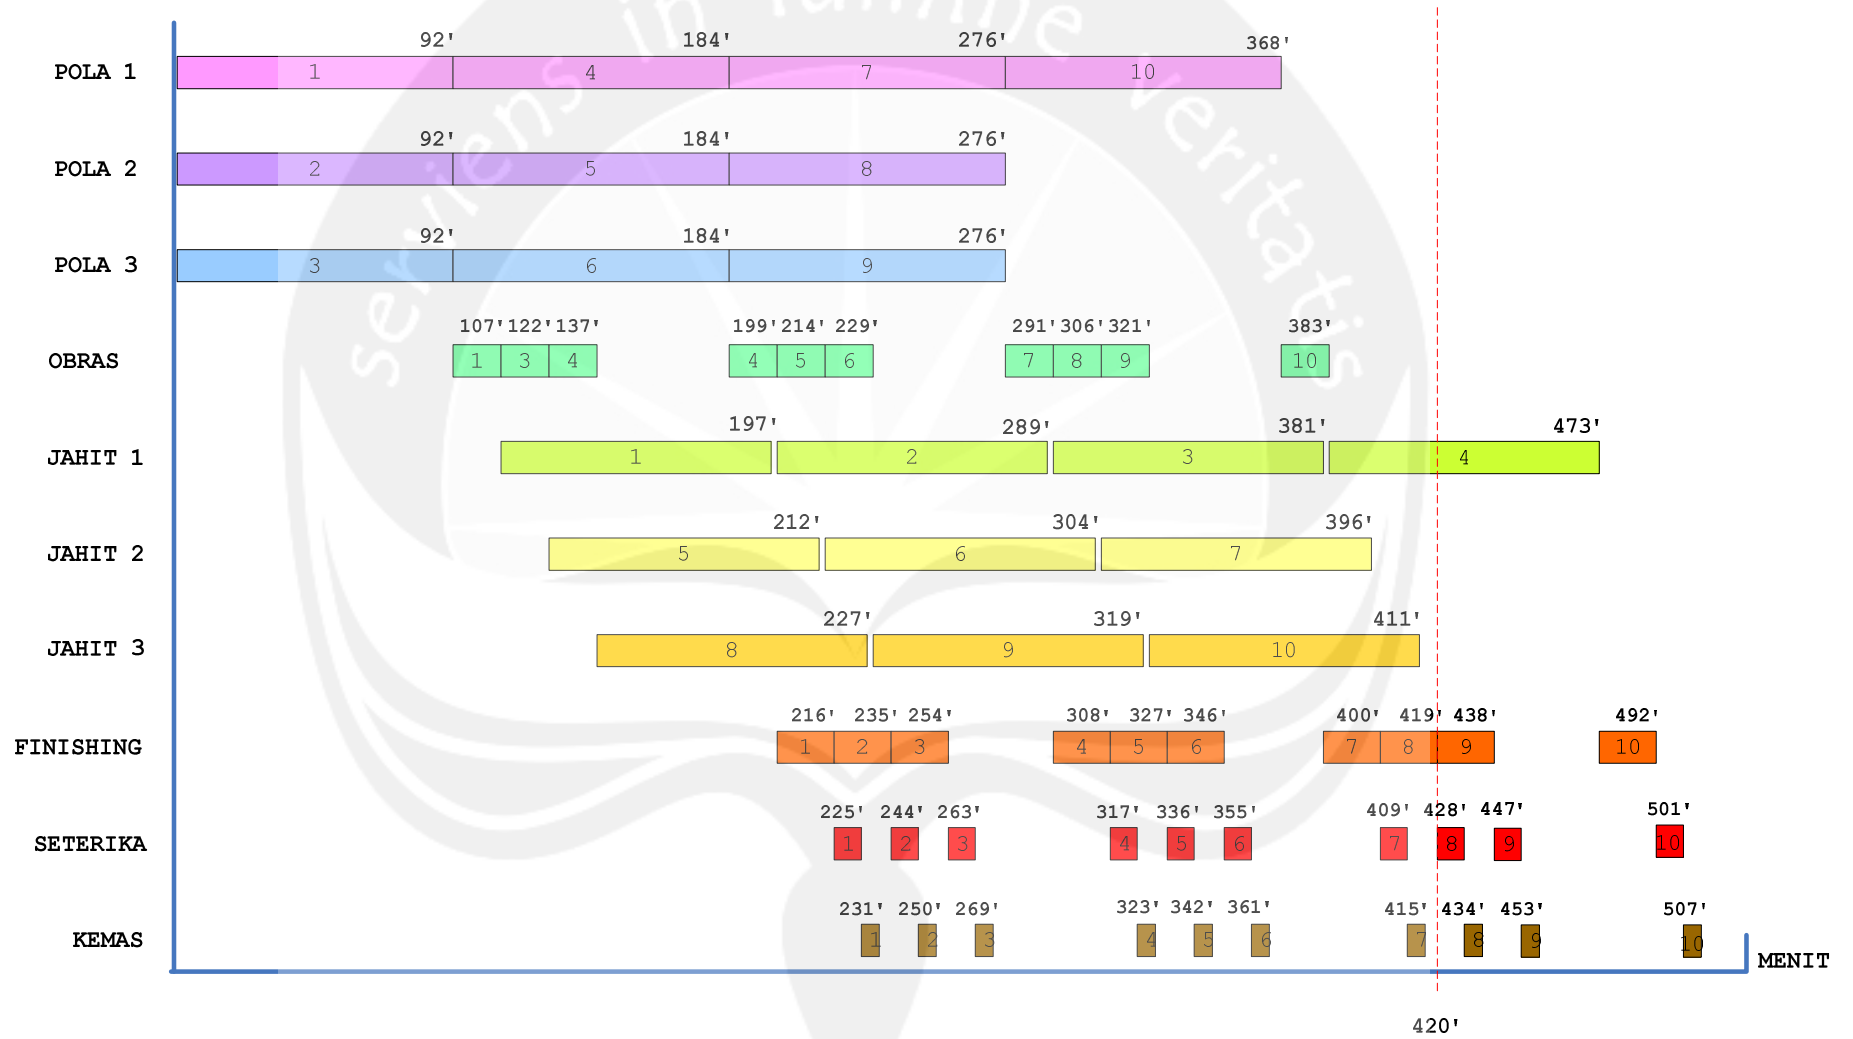 serviens in lumine veritatis
92' 184' 276' 368'
POLA 1 1 4 7 10
92' 184' 276'
POLA 2 2 5 8
92' 184' 276'
POLA 3 3 6 9
107' 122' 137' 199' 214' 229' 291' 306' 321' 383'
OBRAS 1 3 4 4 5 6 7 8 9 10
197' 289' 381' 473'
JAHIT 1 1 2 3 4
212' 304' 396'
JAHIT 2 5 6 7
227' 319' 411'
JAHIT 3 8 9 10
216' 235' 254' 308' 327' 346' 400' 419' 438' 492'
FINISHING 1 2 3 4 5 6 7 8 9 10
225' 244' 263' 317' 336' 355' 409' 428' 447' 501'
SETERIKA 1 2 3 4 5 6 7 8 9 10
231' 250' 269' 323' 342' 361' 415' 434' 453' 507'
KEMAS 1 2 3 4 5 6 7 8 9 10
MENIT
420'